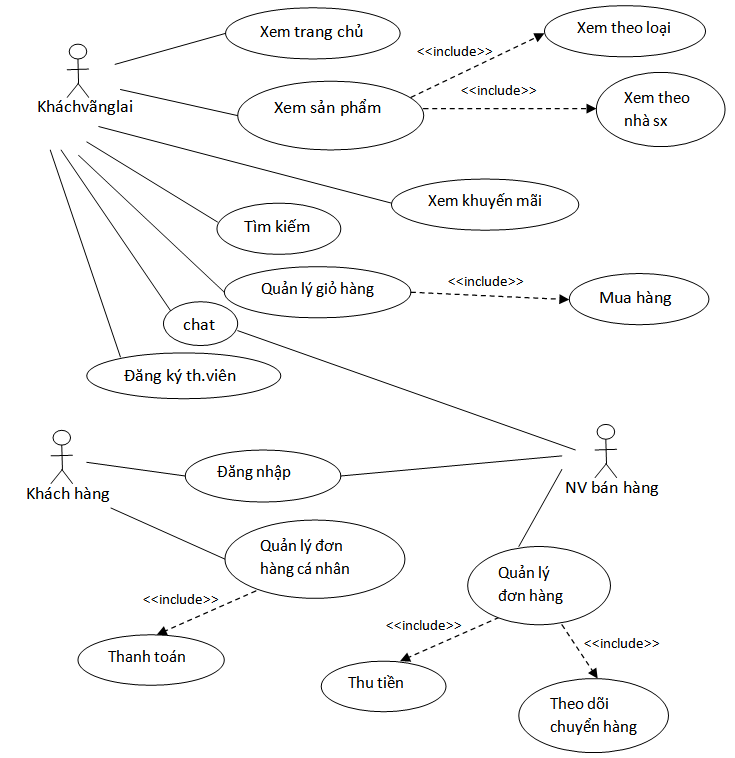 Xem trang chủ
<<include>>
Xem theo loại
Kháchvãnglai
Xem sản phẩm
<<include>>
Xem theo
nhà sx
Xem khuyến mãi
Tìm kiếm
Quản lý giỏ hàng
<<include>>
Mua hàng
chat
Đăng ký th.viên
Khách hàng
Đăng nhập
NV bán hàng
Quản lý đơn
hàng cá nhân
<<include>>
Thanh toán
Quản lý
đơn hàng
<<include>>
<<include>>
Thu tiền
Theo dõi
chuyển hàng